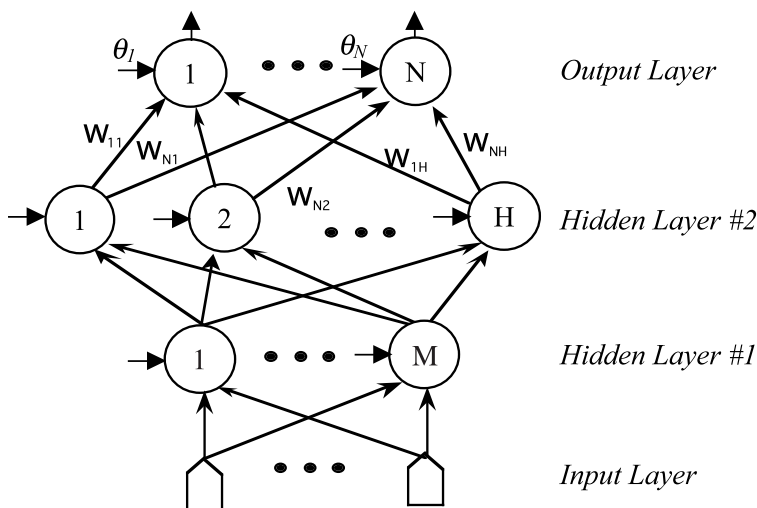 θ1 θN
1 N Output Layer
W11 WN1 W1H WNH
WN2
1 2 H Hidden Layer #2
1 M Hidden Layer #1
Input Layer